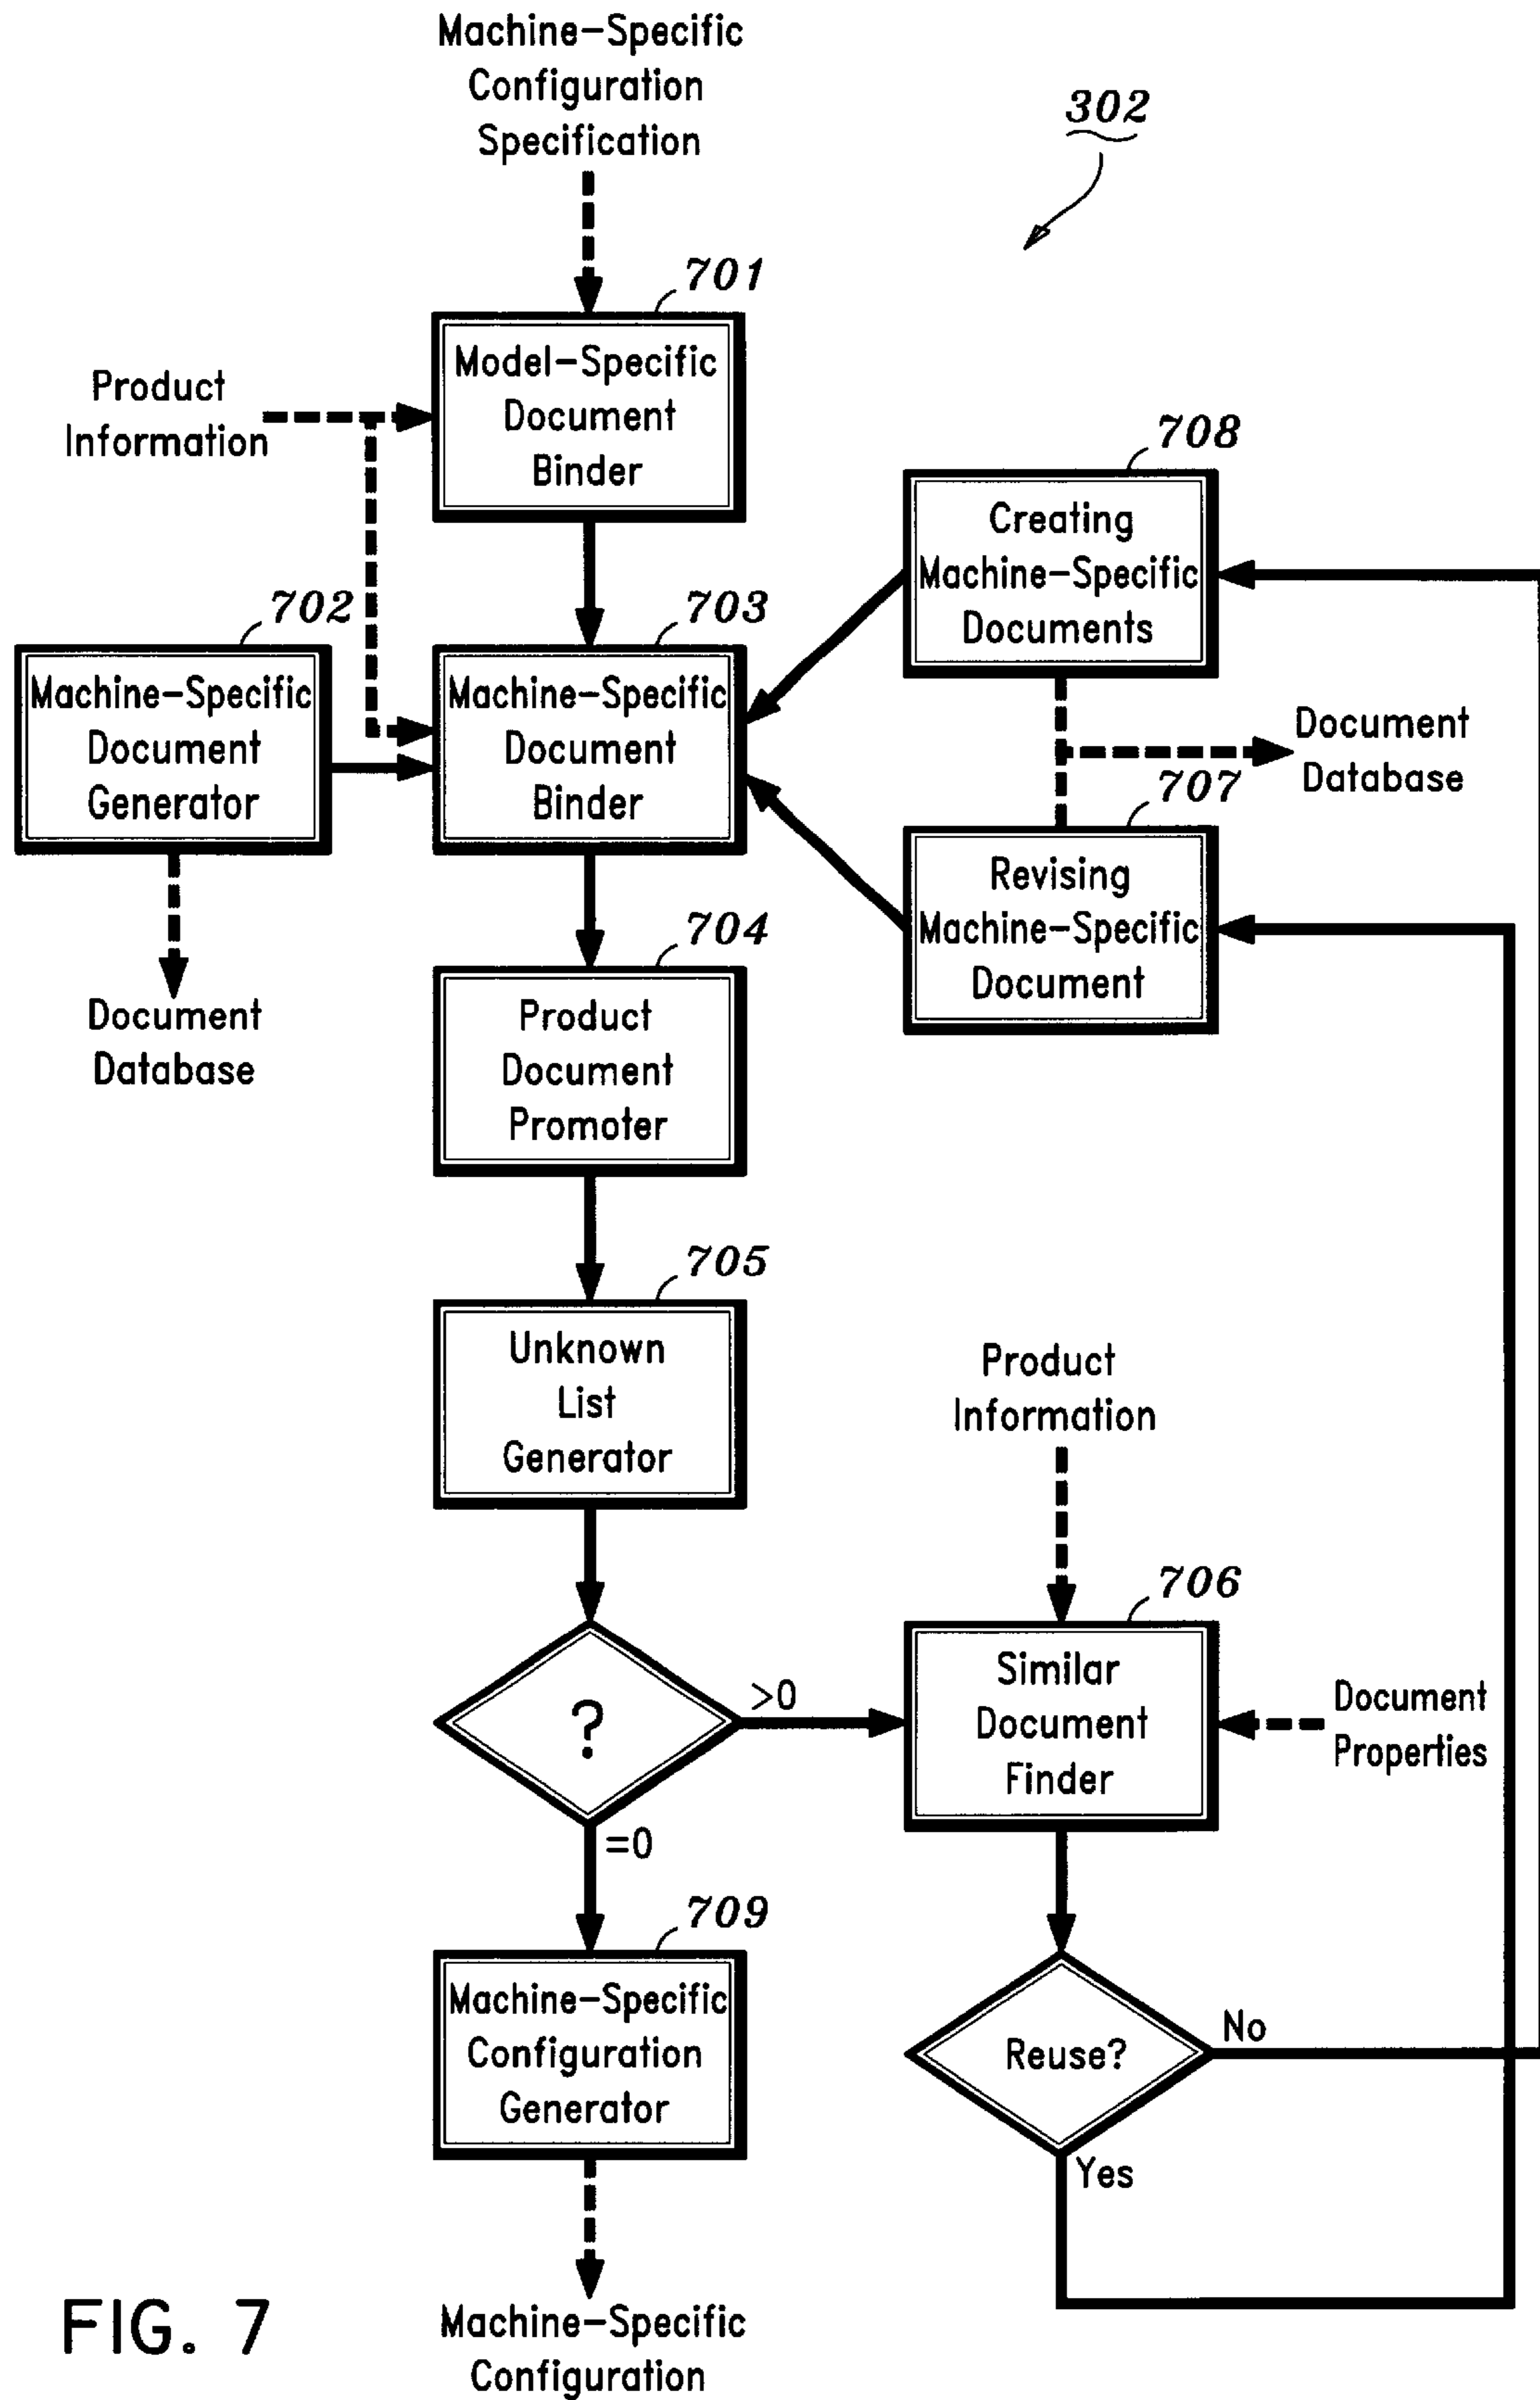 Machine-Specific
Configuration
Specification
302
701
Model-Specific
Document
Binder
Product
Information
708
Creating
Machine-Specific
Documents
702
Machine-Specific
Document
Generator
703
Machine-Specific
Document
Binder
Document
Database
707
Revising
Machine-Specific
Document
704
Product
Document
Promoter
Document
Database
705
Unknown
List
Generator
Product
Information
706
Similar
Document
Finder
Document
Properties
?
>0
=0
709
Machine-Specific
Configuration
Generator
Reuse?
No
Yes
Machine-Specific
Configuration
FIG. 7